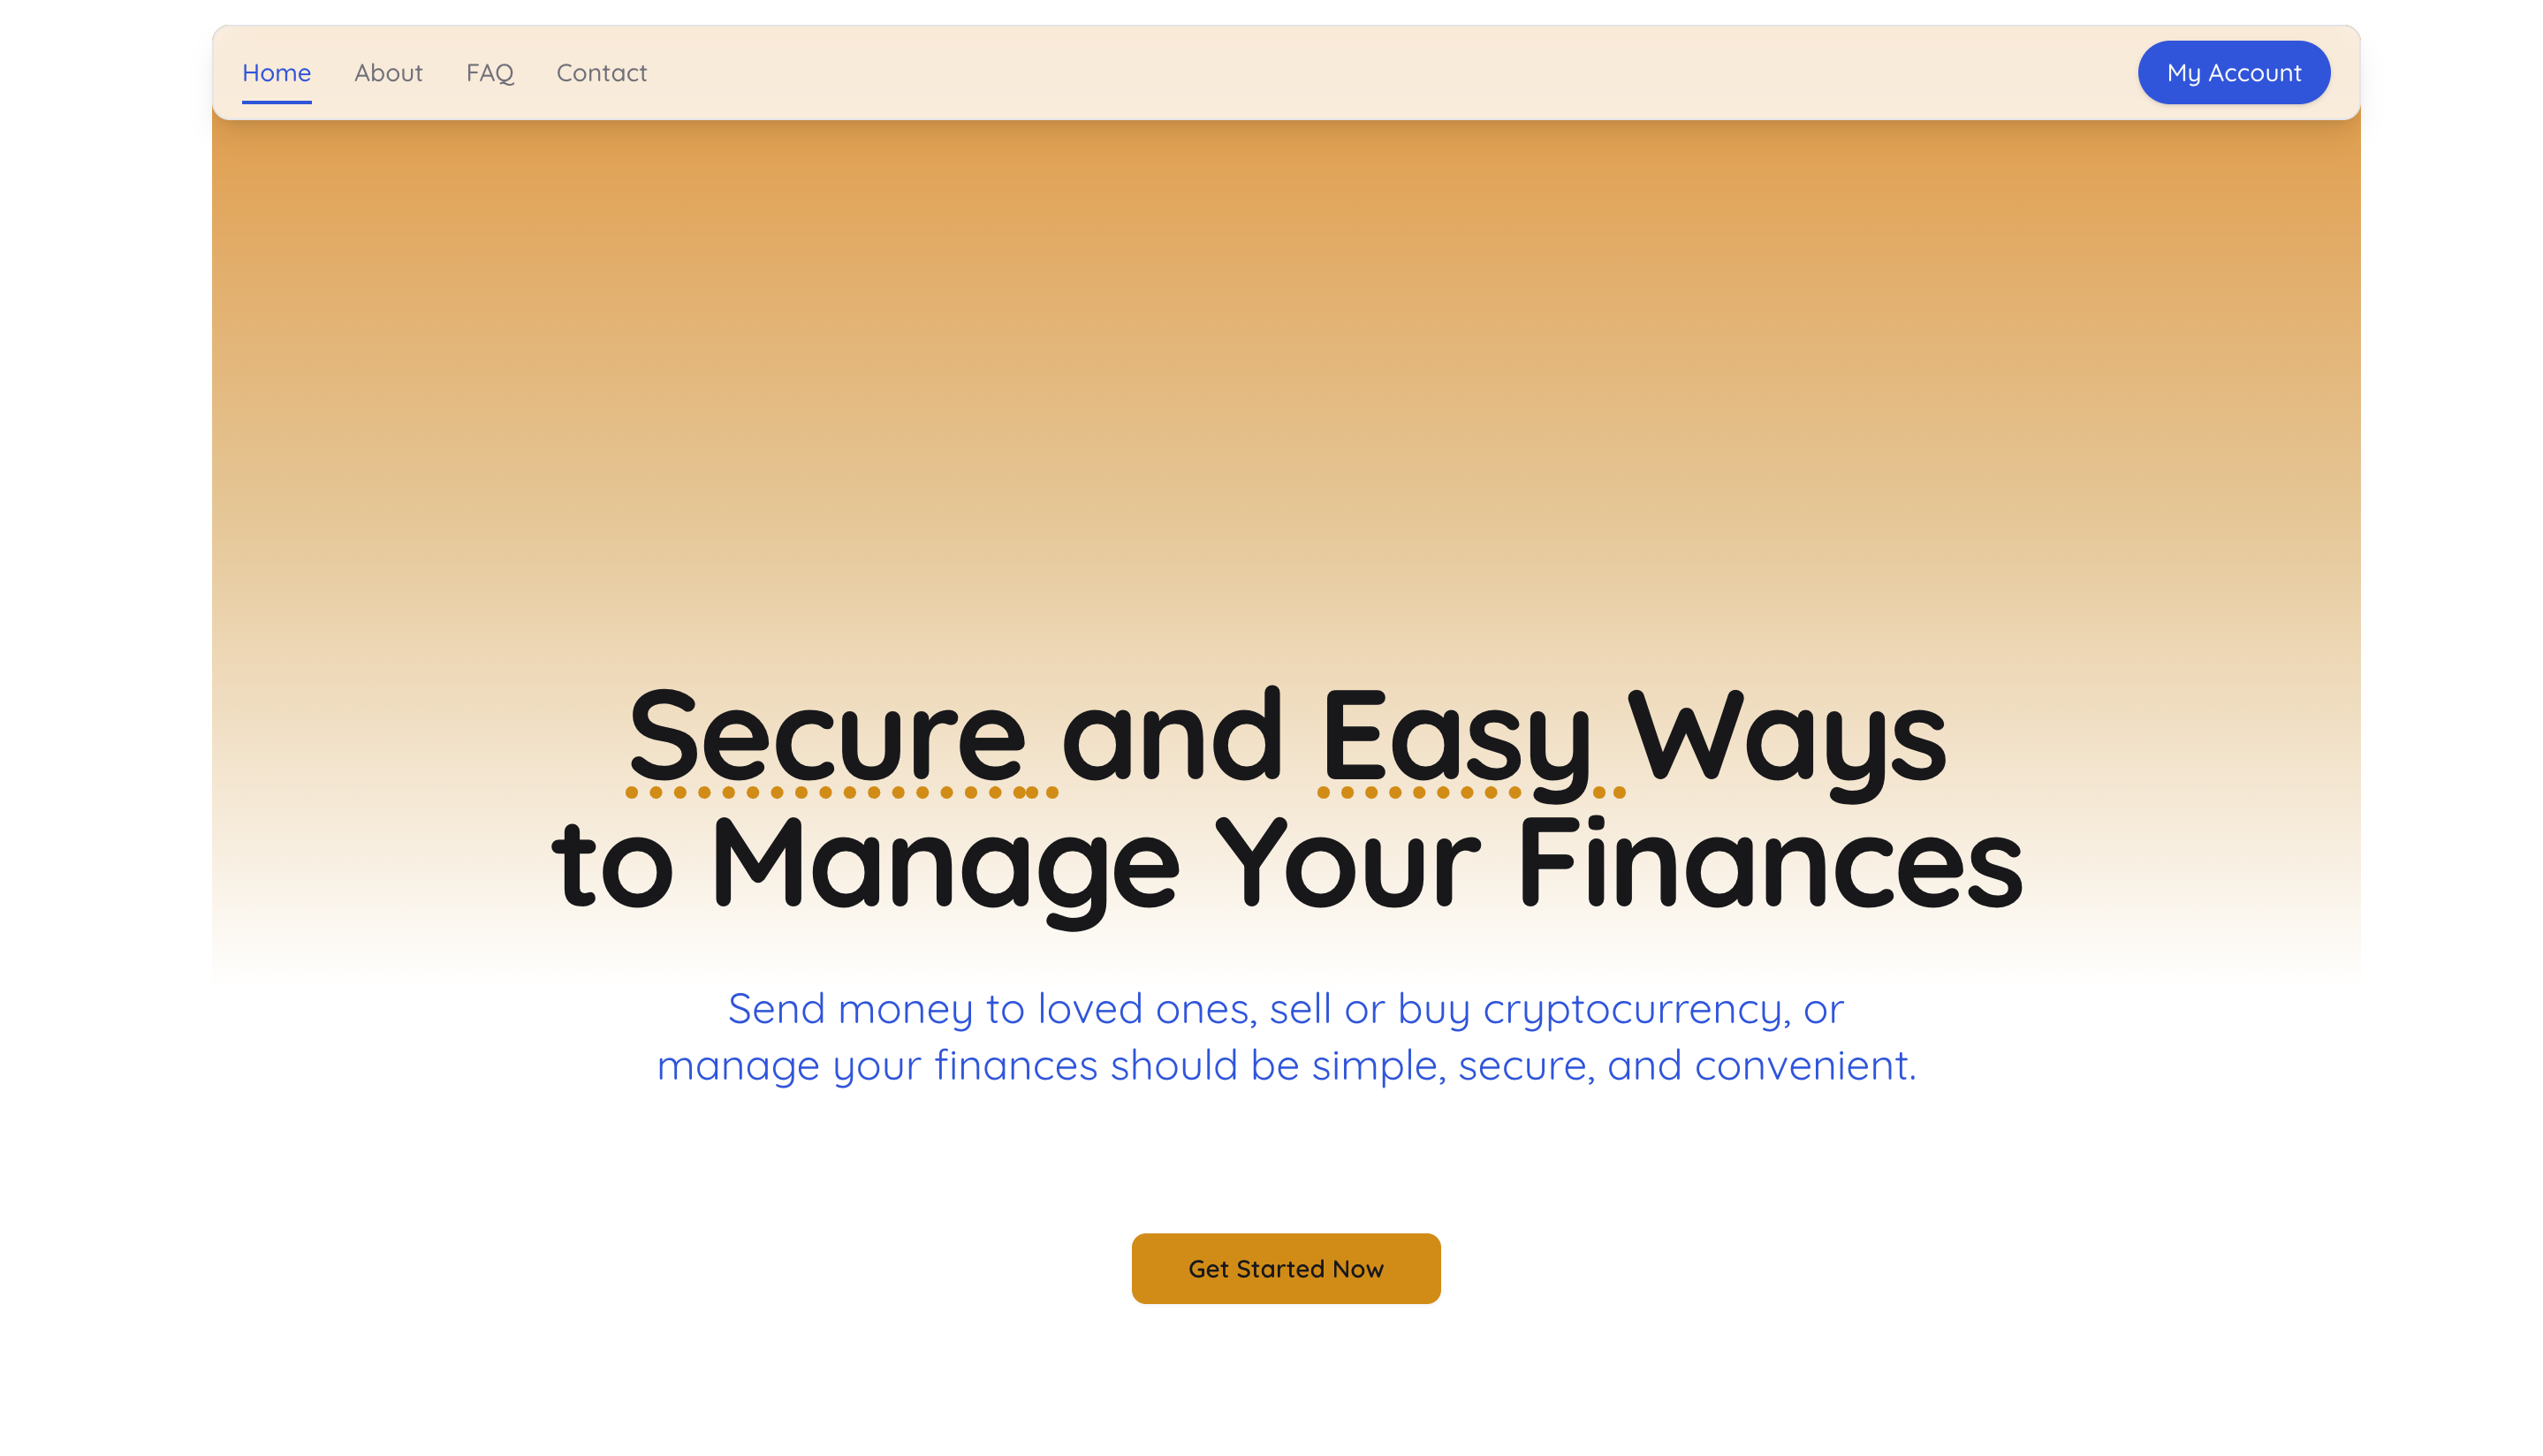 Home About FAQ Contact My Account
Secure and Easy Ways
to Manage Your Finances
Send money to loved ones, sell or buy cryptocurrency, or
manage your finances should be simple, secure, and convenient.
Get Started Now